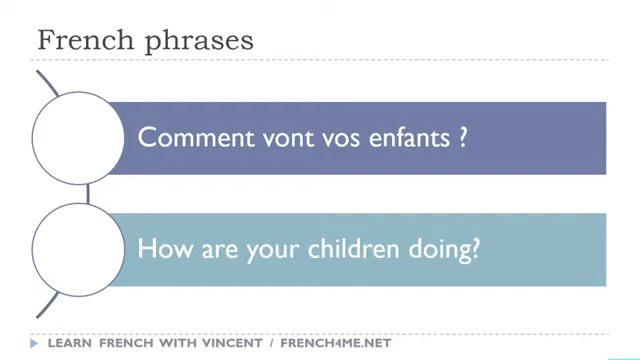 French phrases
Comment vont vos enfants ?
How are your children doing?
LEARN FRENCH WITH VINCENT / FRENCH4ME.NET